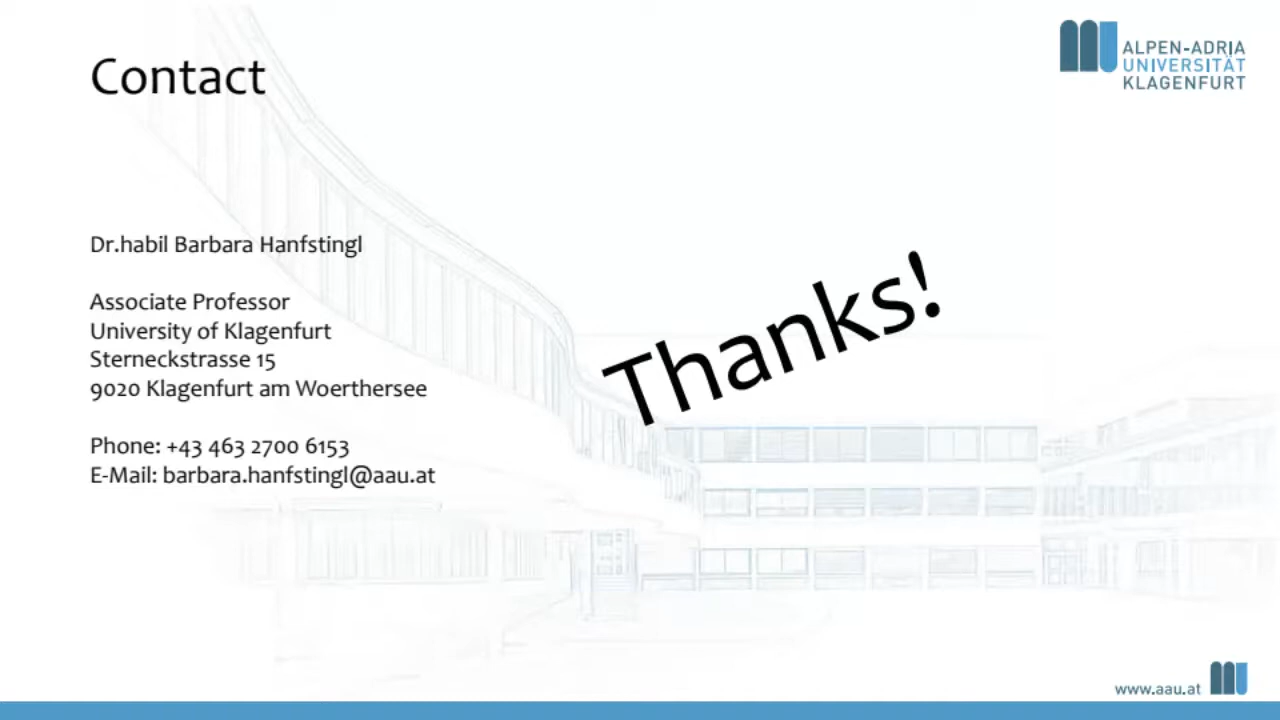 Contact
ALPEN-ADRIA
UNIVERSITÄT
KLAGENFURT
Dr.habil Barbara Hanfstingl
Associate Professor
University of Klagenfurt
Sterneckstrasse 15
9020 Klagenfurt am Woerthersee
Phone: +43 463 2700 6153
E-Mail: barbara.hanfstingl@aau.at
Thanks!
www.aau.at